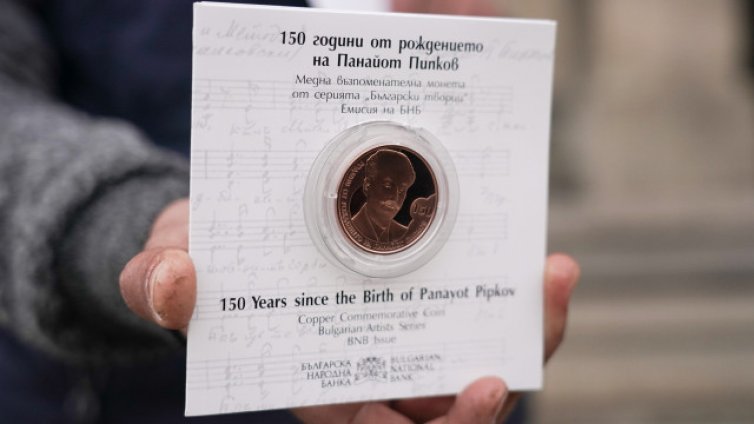 150 години от рождението
на Панайот Пипков
Медна възпоменателна монета
от серията „Български творци“
Емисия на БНБ
150 Years since the Birth of Panayot Pipkov
Copper Commemorative Coin
Bulgarian Artists Series
BNB Issue
БЪЛГАРСКА
НАРОДНА
БАНКА
BULGARIAN
NATIONAL
BANK